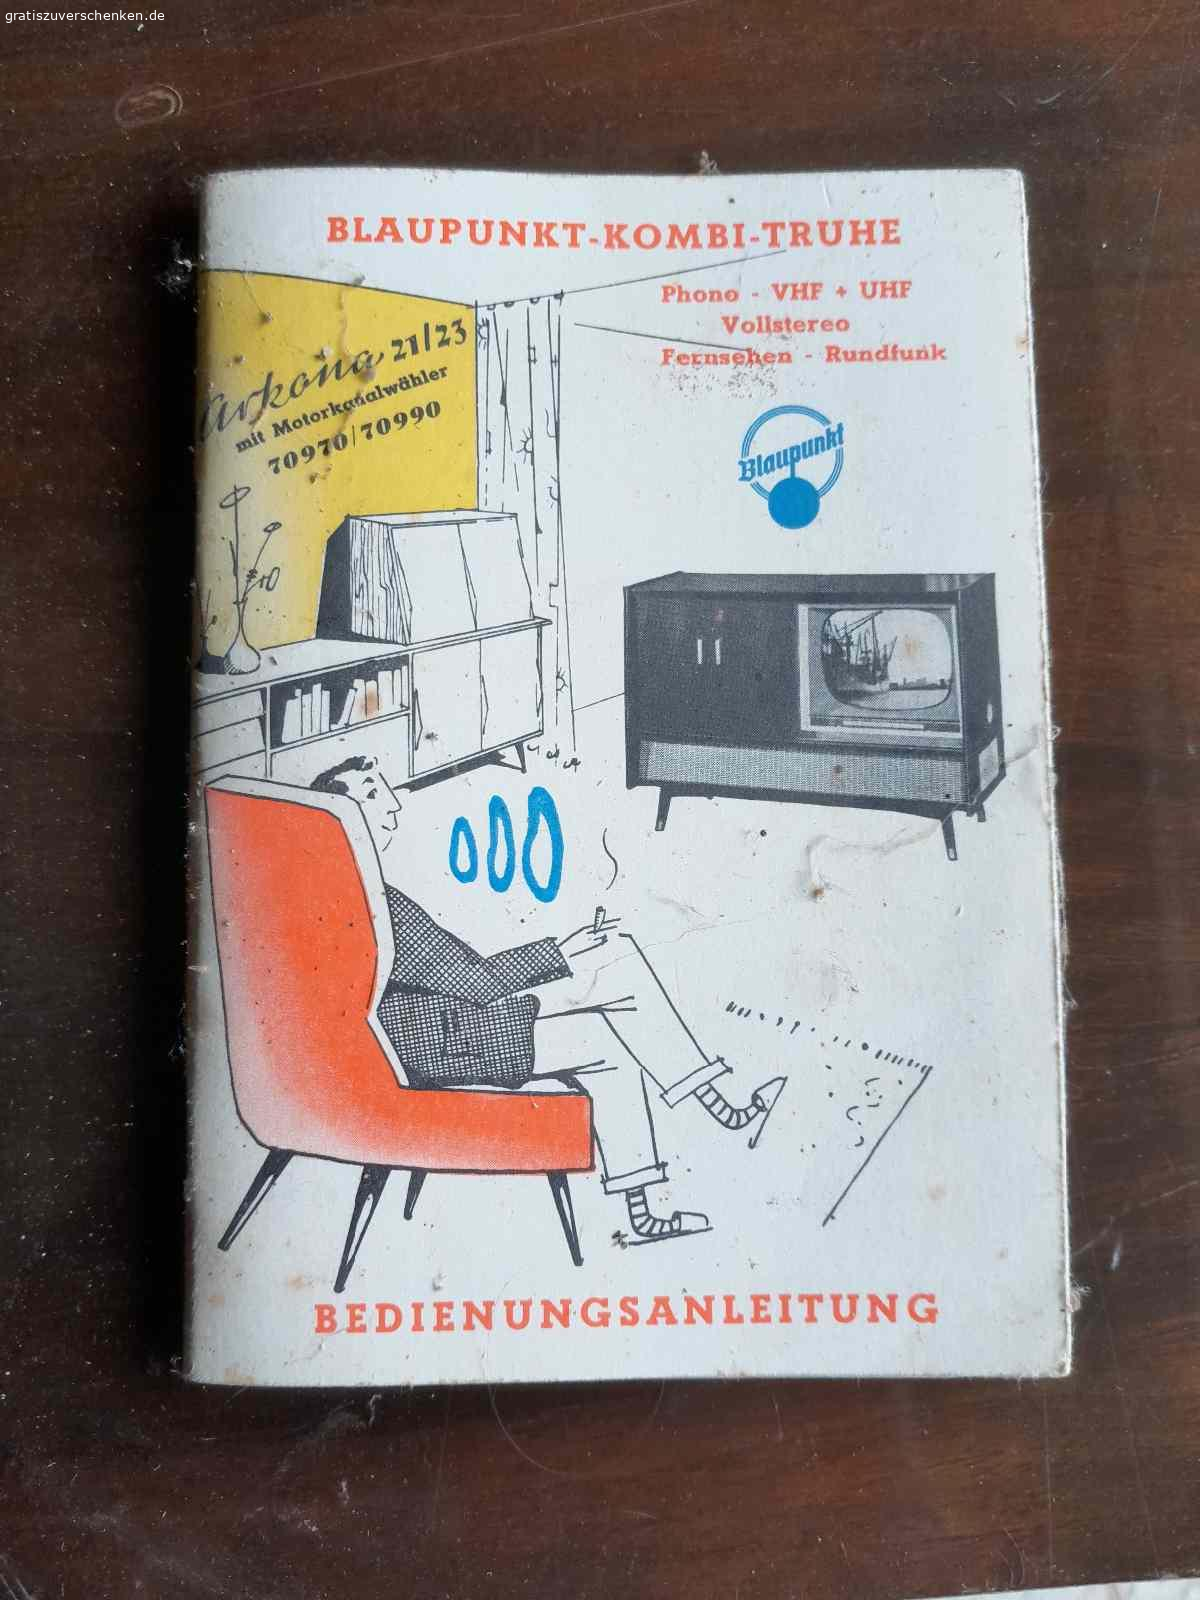 gratiszuverschenken.de
BLAUPUNKT-KOMBI-TRUHE
Phono - VHF + UHF
Vollstereo
Fernsehen - Rundfunk
Arkona 21/23
mit Motorkanalwähler
70970/70990
Blaupunkt
BEDIENUNGSANLEITUNG